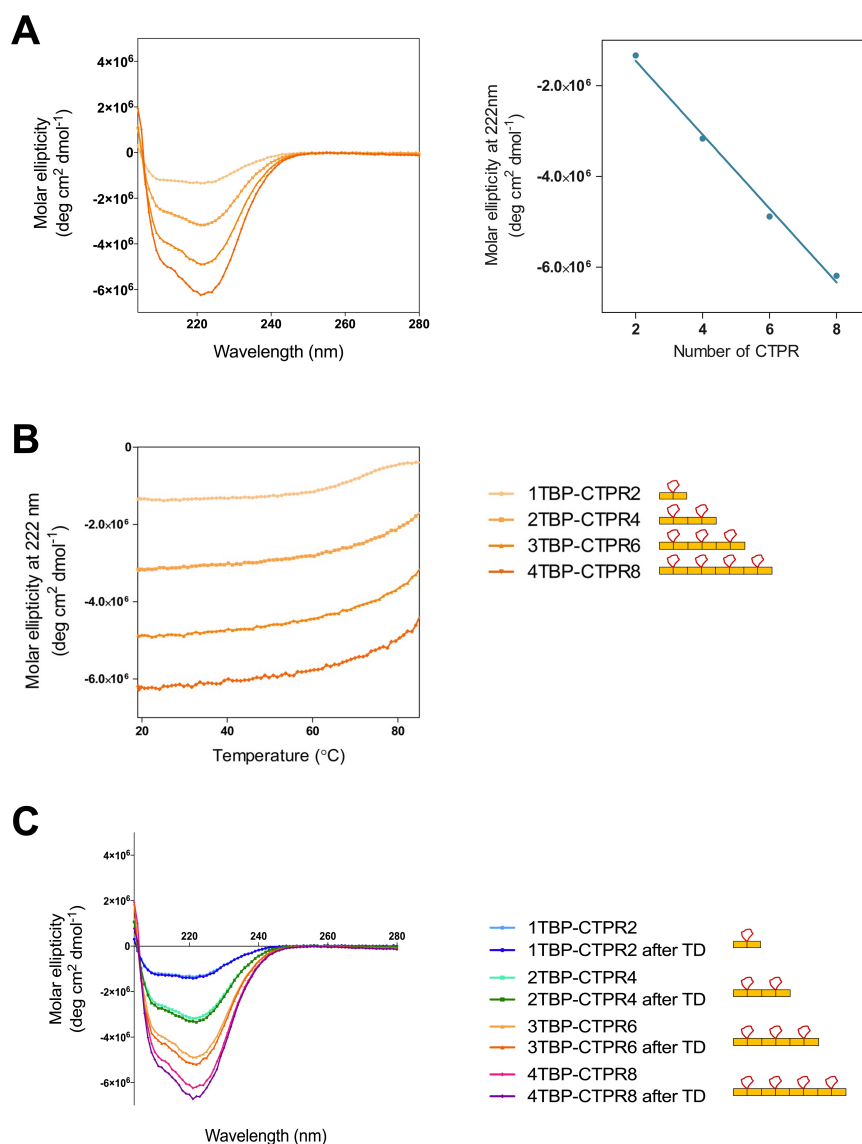 A
4×10⁶
2×10⁶
0
-2×10⁶
-4×10⁶
-6×10⁶
Molar ellipticity
(deg cm² dmol⁻¹)
220
240
260
280
Wavelength (nm)
-2.0×10⁶
-4.0×10⁶
-6.0×10⁶
Molar ellipticity at 222nm
(deg cm² dmol⁻¹)
2
4
6
8
Number of CTPR
B
0
-2.0×10⁶
-4.0×10⁶
-6.0×10⁶
Molar ellipticity at 222 nm
(deg cm² dmol⁻¹)
20
40
60
80
Temperature (°C)
1TBP-CTPR2
2TBP-CTPR4
3TBP-CTPR6
4TBP-CTPR8
C
4×10⁶
2×10⁶
0
-2×10⁶
-4×10⁶
-6×10⁶
Molar ellipticity
(deg cm² dmol⁻¹)
220
240
260
280
Wavelength (nm)
1TBP-CTPR2
1TBP-CTPR2 after TD
2TBP-CTPR4
2TBP-CTPR4 after TD
3TBP-CTPR6
3TBP-CTPR6 after TD
4TBP-CTPR8
4TBP-CTPR8 after TD